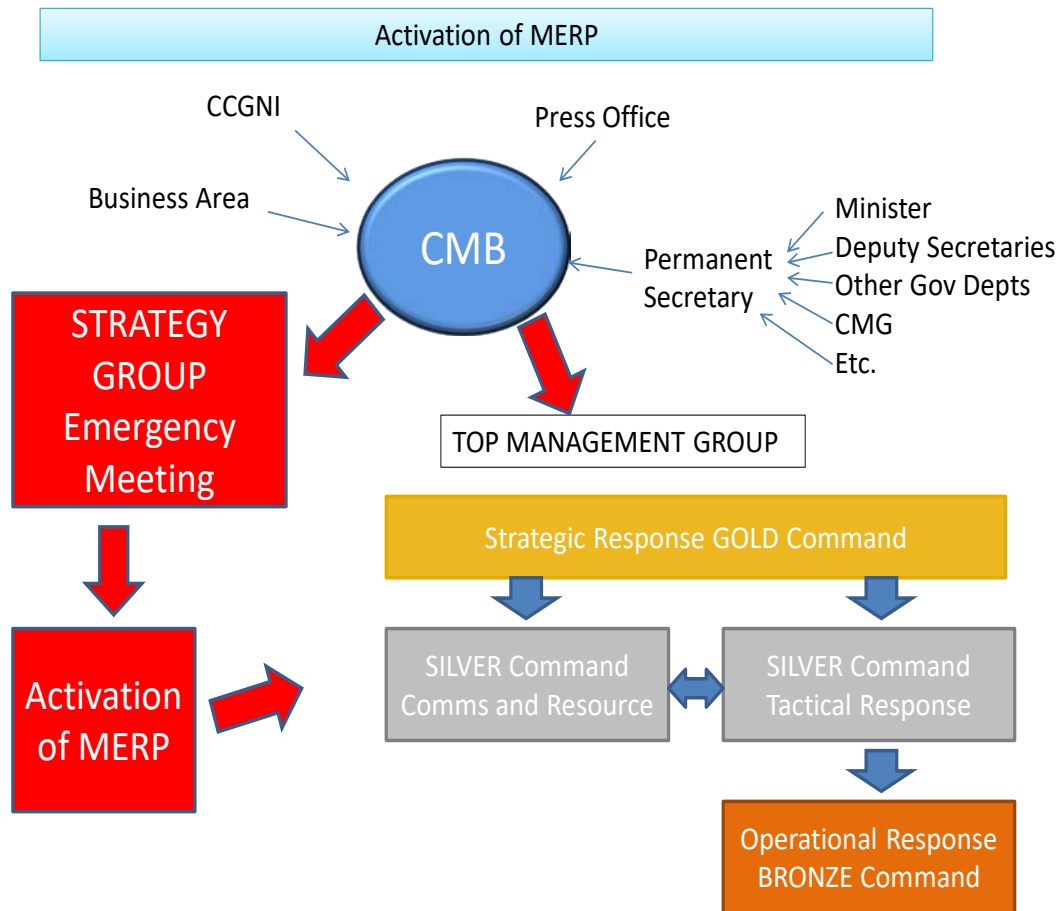 Activation of MERP
CCGNI
Press Office
Business Area
CMB
Permanent
Secretary
Minister
Deputy Secretaries
Other Gov Depts
CMG
Etc.
STRATEGY
GROUP
Emergency
Meeting
TOP MANAGEMENT GROUP
Strategic Response GOLD Command
Activation
of MERP
SILVER Command
Comms and Resource
SILVER Command
Tactical Response
Operational Response
BRONZE Command